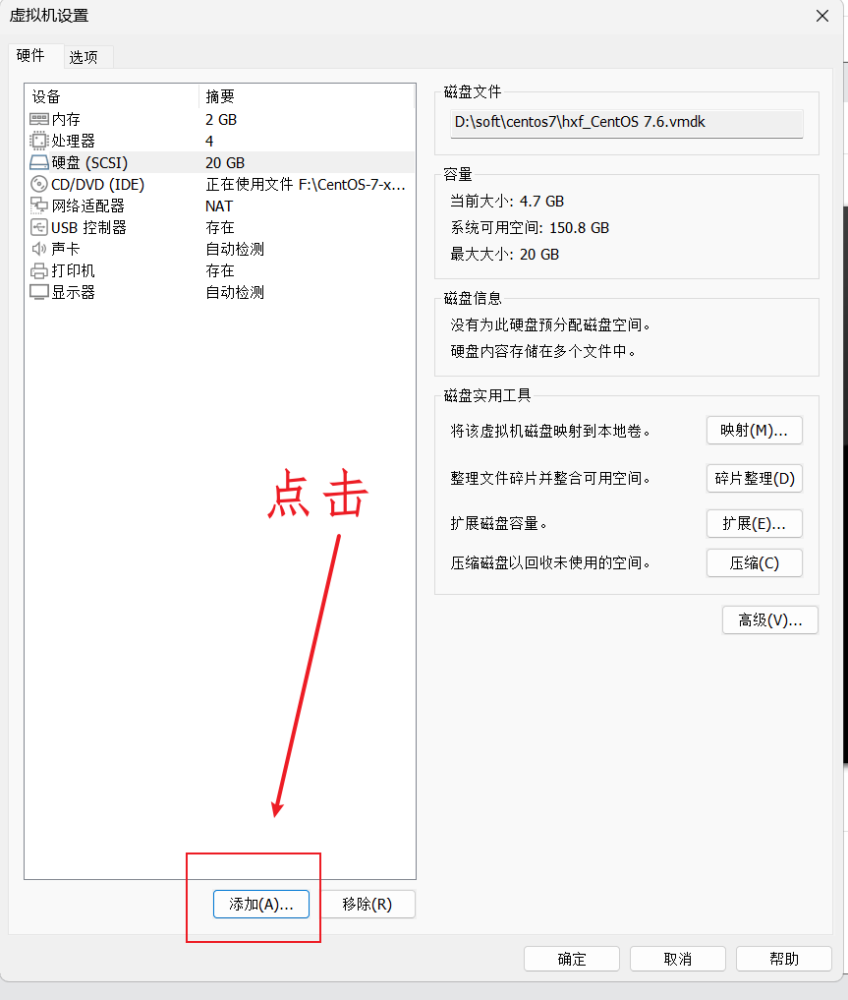 虚拟机设置
硬件 选项
设备 摘要
内存 2 GB
处理器 4
硬盘 (SCSI) 20 GB
CD/DVD (IDE) 正在使用文件 F:\CentOS-7-x...
网络适配器 NAT
USB 控制器 存在
声卡 自动检测
打印机 存在
显示器 自动检测
点击
添加(A)... 移除(R)
磁盘文件
D:\soft\centos7\hxf_CentOS 7.6.vmdk
容量
当前大小: 4.7 GB
系统可用空间: 150.8 GB
最大大小: 20 GB
磁盘信息
没有为此硬盘预分配磁盘空间。
硬盘内容存储在多个文件中。
磁盘实用工具
将该虚拟机磁盘映射到本地卷。 映射(M)...
整理文件碎片并整合可用空间。 碎片整理(D)
扩展磁盘容量。 扩展(E)...
压缩磁盘以回收未使用的空间。 压缩(C)
高级(V)...
确定 取消 帮助